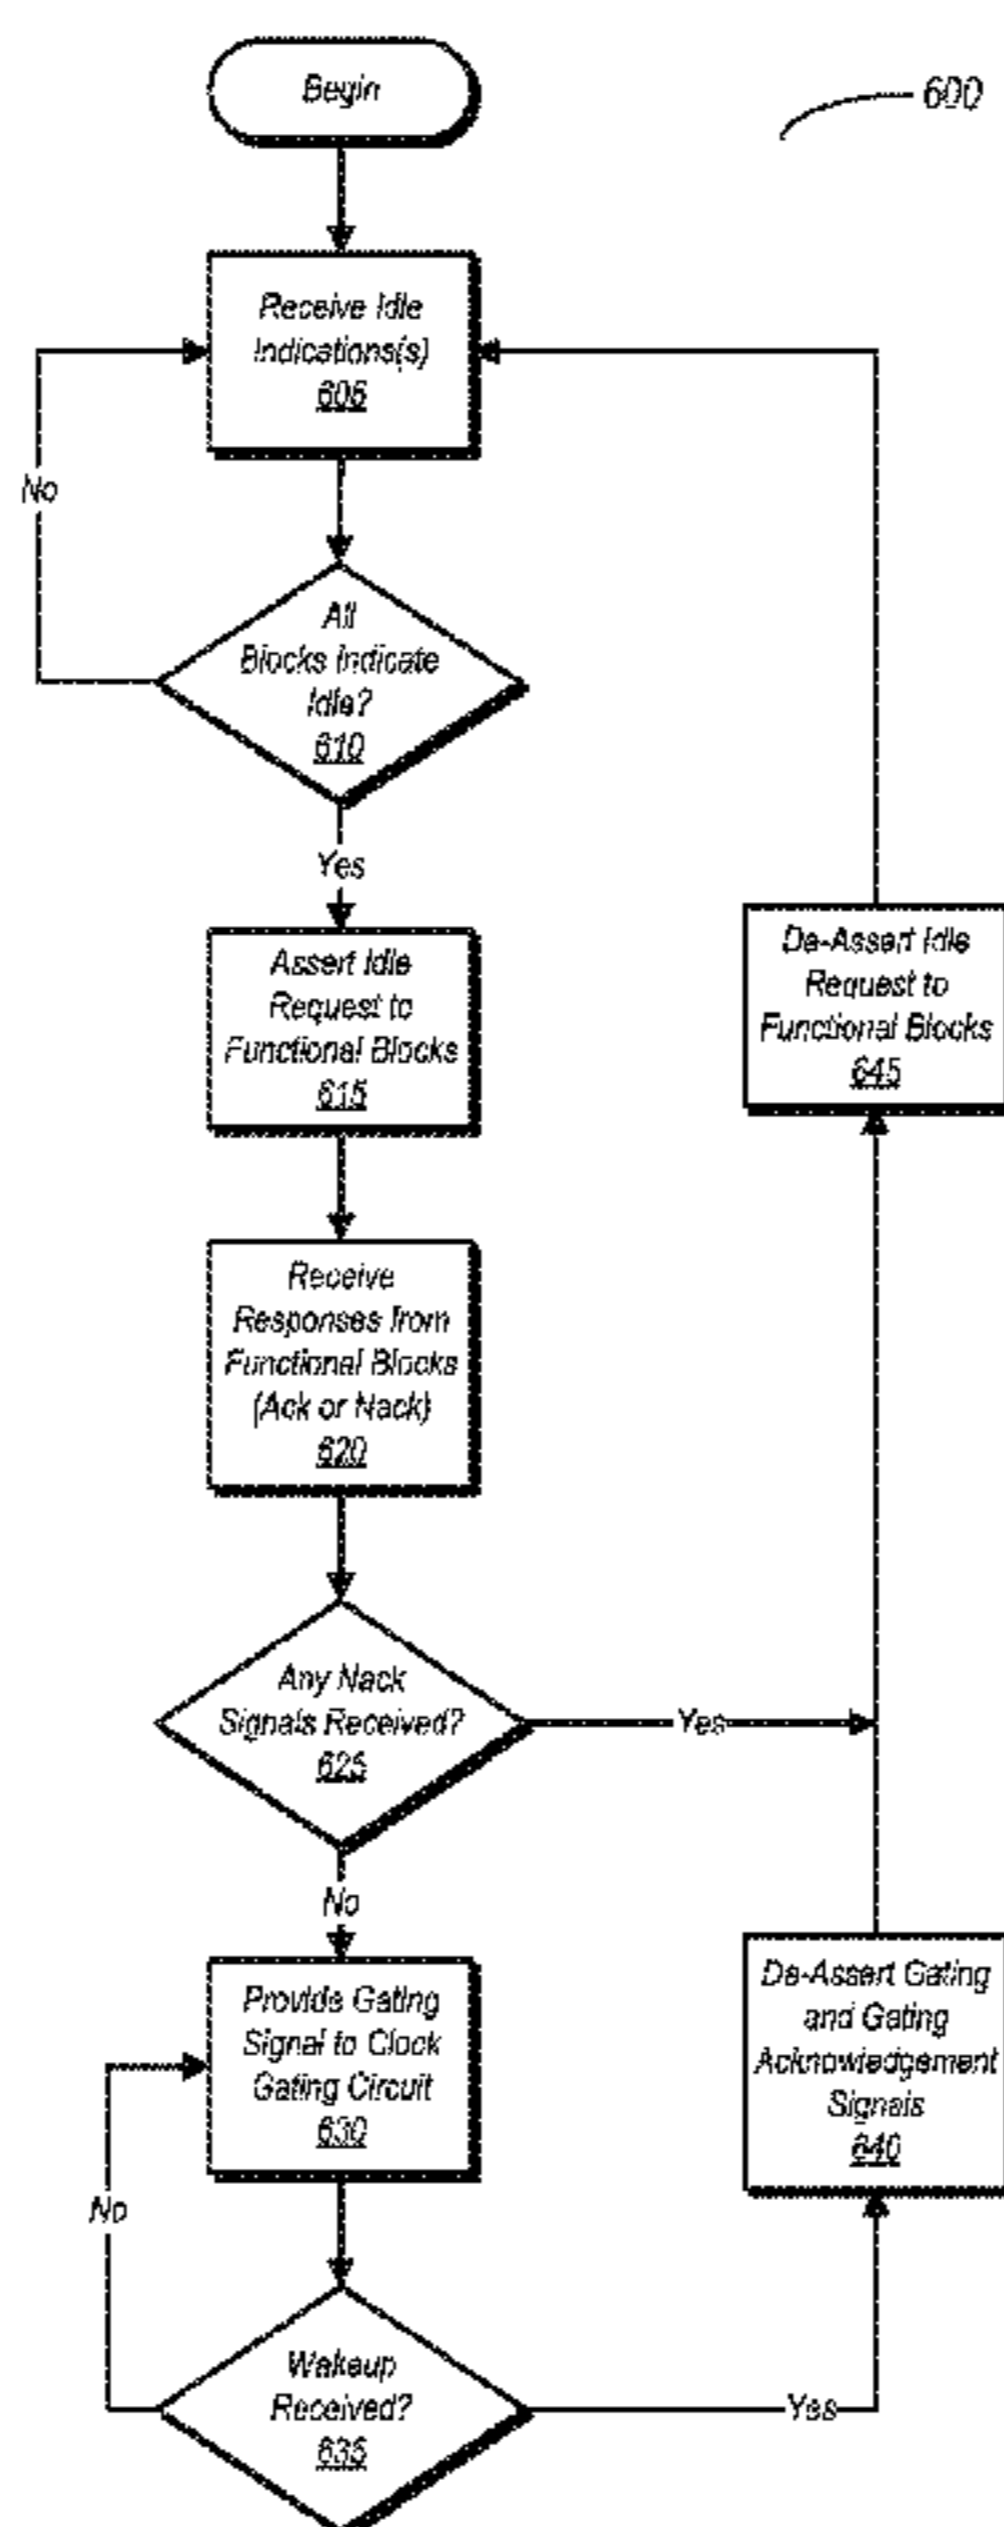 Begin
600
Receive Idle
Indications(s)
605
No
All
Blocks Indicate
Idle?
610
Yes
Assert Idle
Request to
Functional Blocks
615
De-Assert Idle
Request to
Functional Blocks
645
Receive
Responses from
Functional Blocks
(Ack or Nack)
620
Any Nack
Signals Received?
625
Yes
No
Provide Gating
Signal to Clock
Gating Circuit
630
De-Assert Gating
and Gating
Acknowledgement
Signals
640
No
Wakeup
Received?
635
Yes